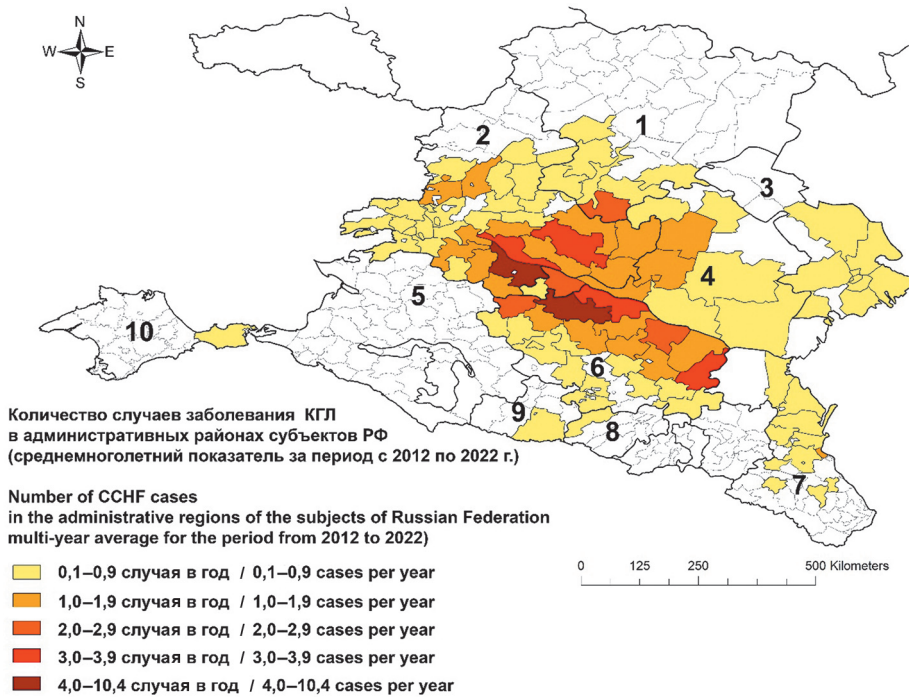 N
W E
S
1
2
3
4
5
10
6
9
8
7
Количество случаев заболевания КГЛ
в административных районах субъектов РФ
(среднемноголетний показатель за период с 2012 по 2022 г.)
Number of CCHF cases
in the administrative regions of the subjects of Russian Federation
multi-year average for the period from 2012 to 2022)
0,1–0,9 случая в год / 0,1–0,9 cases per year
1,0–1,9 случая в год / 1,0–1,9 cases per year
2,0–2,9 случая в год / 2,0–2,9 cases per year
3,0–3,9 случая в год / 3,0–3,9 cases per year
4,0–10,4 случая в год / 4,0–10,4 cases per year
0 125 250 500 Kilometers